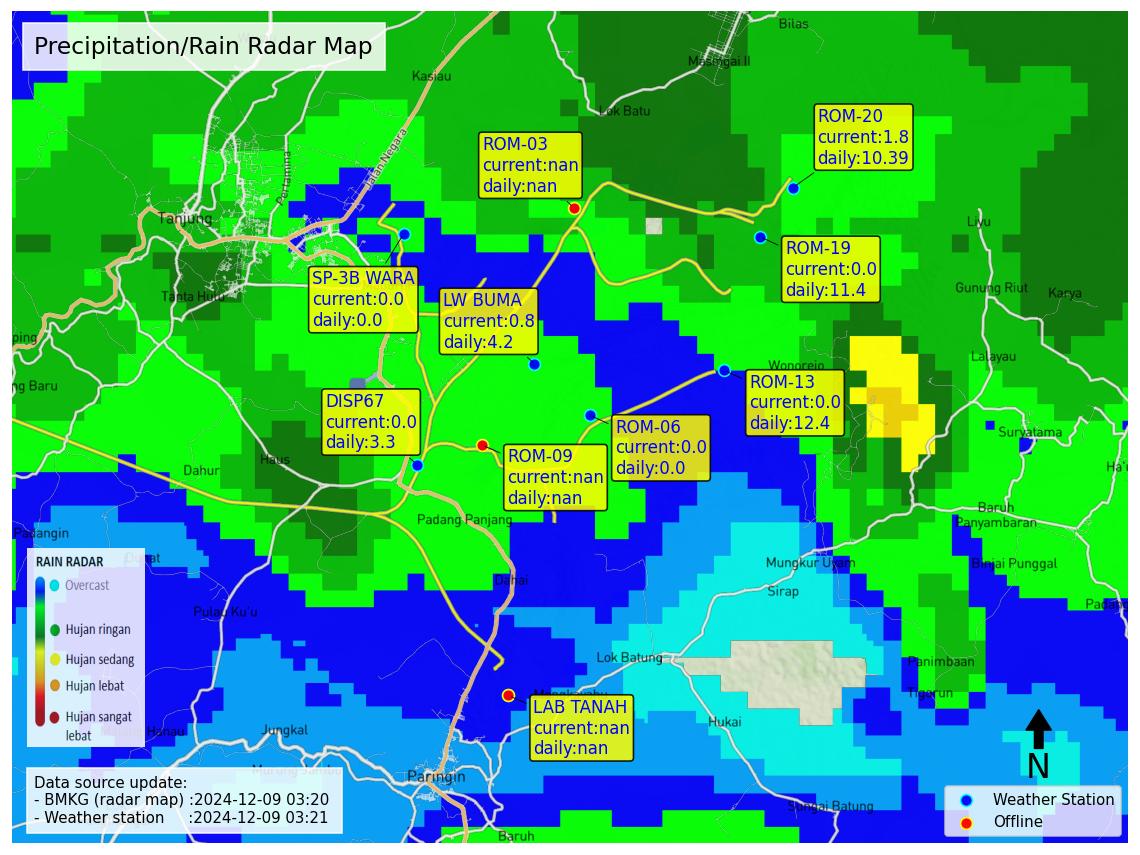 Precipitation/Rain Radar Map
Bilas
Masingai II
Kasiau
Lok Batu
Jalan Negara
Pertamina
ROM-20
current:1.8
daily:10.39
ROM-03
current:nan
daily:nan
Tanjung
Liyu
ROM-19
current:0.0
daily:11.4
SP-3B WARA
current:0.0
daily:0.0
LW BUMA
current:0.8
daily:4.2
Tanta Hulu
Gunung Riut
Karya
ping
Lalayau
Wonorejo
ng Baru
ROM-13
current:0.0
daily:12.4
DISP67
current:0.0
daily:3.3
ROM-06
current:0.0
daily:0.0
Suryatama
ROM-09
current:nan
daily:nan
Haus
Dahur
Ha'u
Baruh
Panyambaran
Padang Panjang
Padangin
Mungkur Uyam
Binjai Punggal
Dahai
Sirap
Padang
Pulau Ku'u
RAIN RADAR
Overcast
Hujan ringan
Hujan sedang
Hujan lebat
Hujan sangat
lebat
Lok Batung
Panimbaan
Tigorun
LAB TANAH
current:nan
daily:nan
Hanau
Jungkal
Hukai
Paringin
Sungai Batung
Baruh
Data source update:
- BMKG (radar map) :2024-12-09 03:20
- Weather station :2024-12-09 03:21
N
Weather Station
Offline